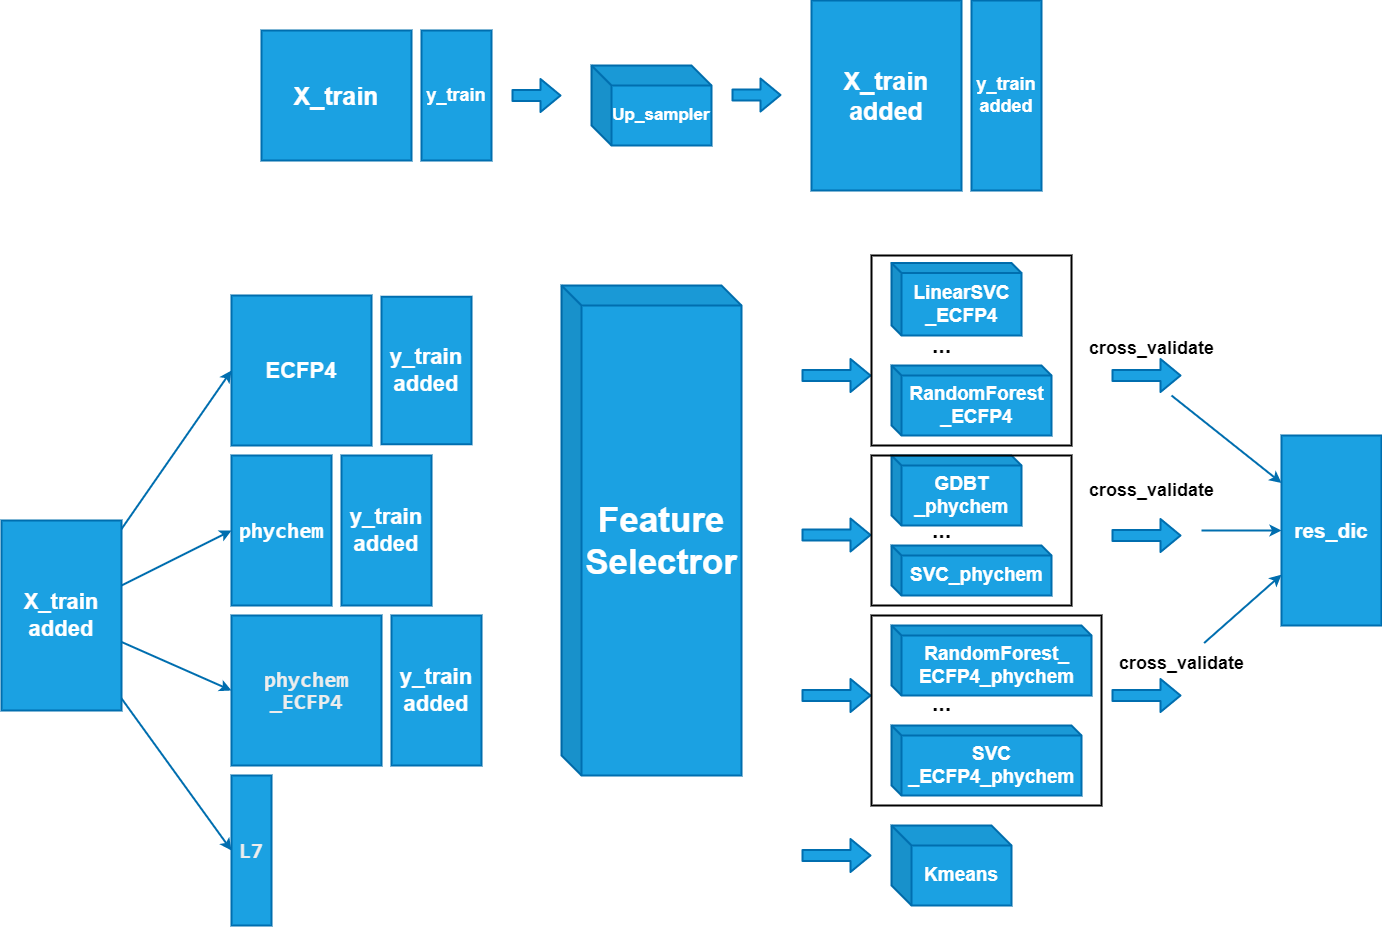 X_train
y_train
Up_sampler
X_train
added
y_train
added
X_train
added
ECFP4
y_train
added
phychem
y_train
added
phychem
_ECFP4
y_train
added
L7
Feature
Selectror
LinearSVC
_ECFP4
...
RandomForest
_ECFP4
cross_validate
GDBT
_phychem
...
SVC_phychem
cross_validate
RandomForest_
ECFP4_phychem
...
SVC
_ECFP4_phychem
cross_validate
Kmeans
res_dic